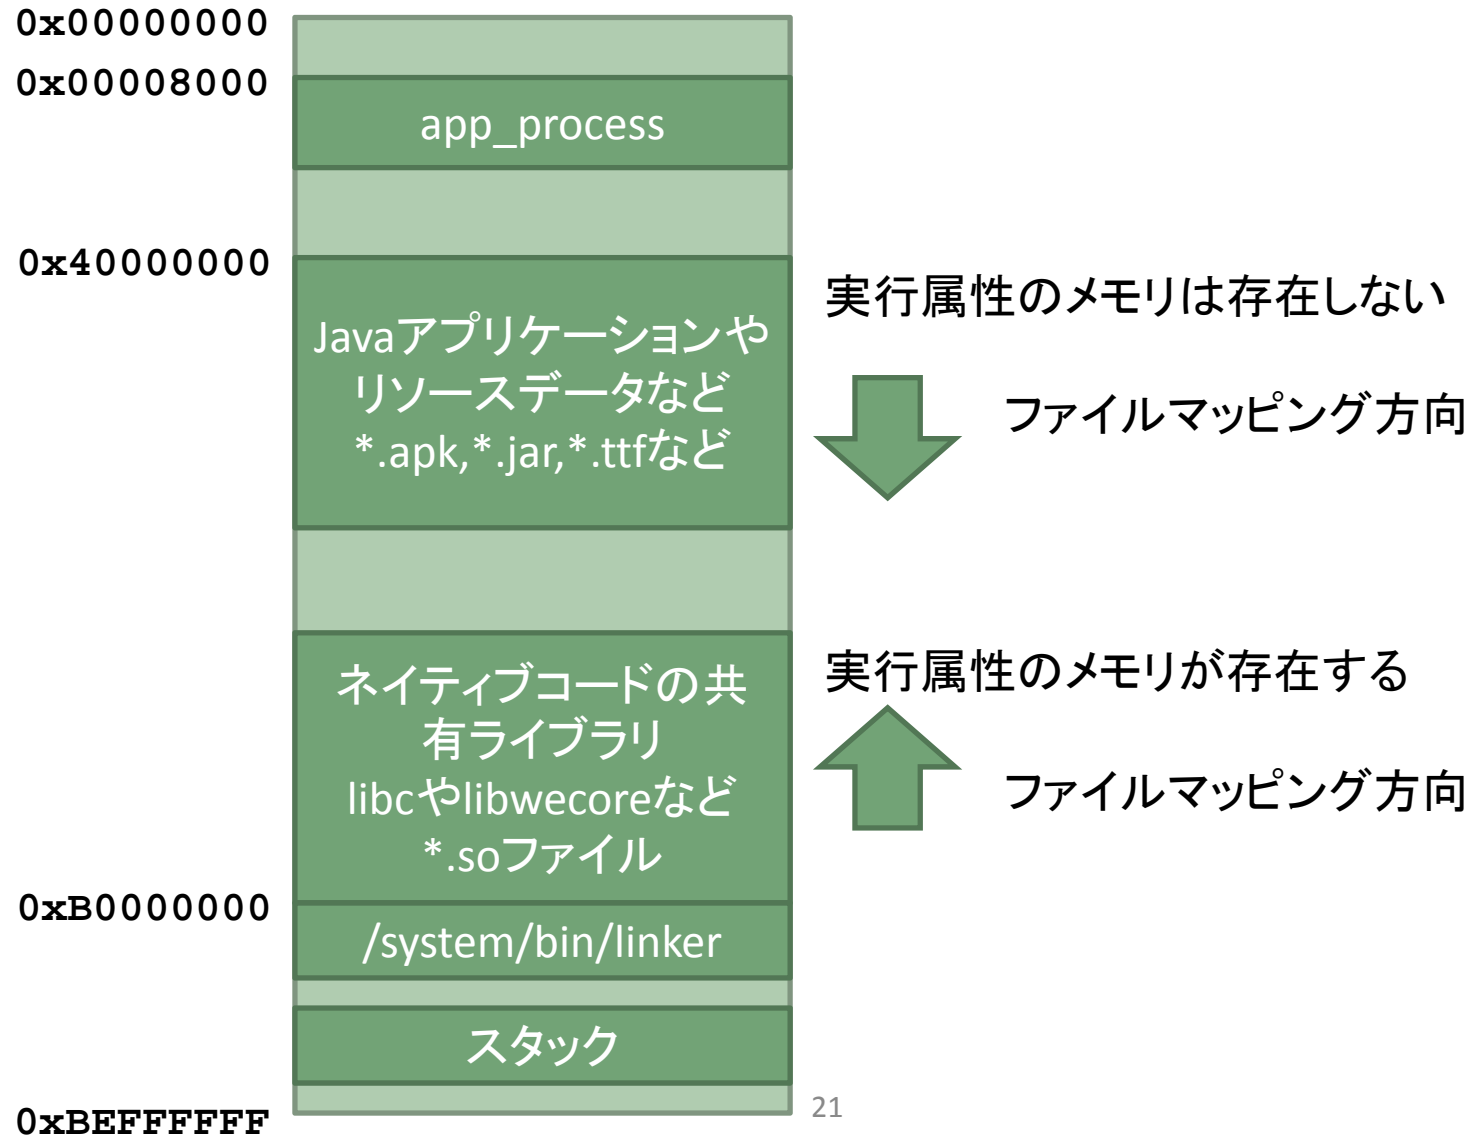 0x00000000
0x00008000
app_process
0x40000000
Javaアプリケーションや
リソースデータなど
*.apk,*.jar,*.ttfなど
実行属性のメモリは存在しない
ファイルマッピング方向
ネイティブコードの共
有ライブラリ
libcやlibwecoreなど
*.soファイル
実行属性のメモリが存在する
ファイルマッピング方向
0xB0000000
/system/bin/linker
スタック
0xBEFFFFFF
21